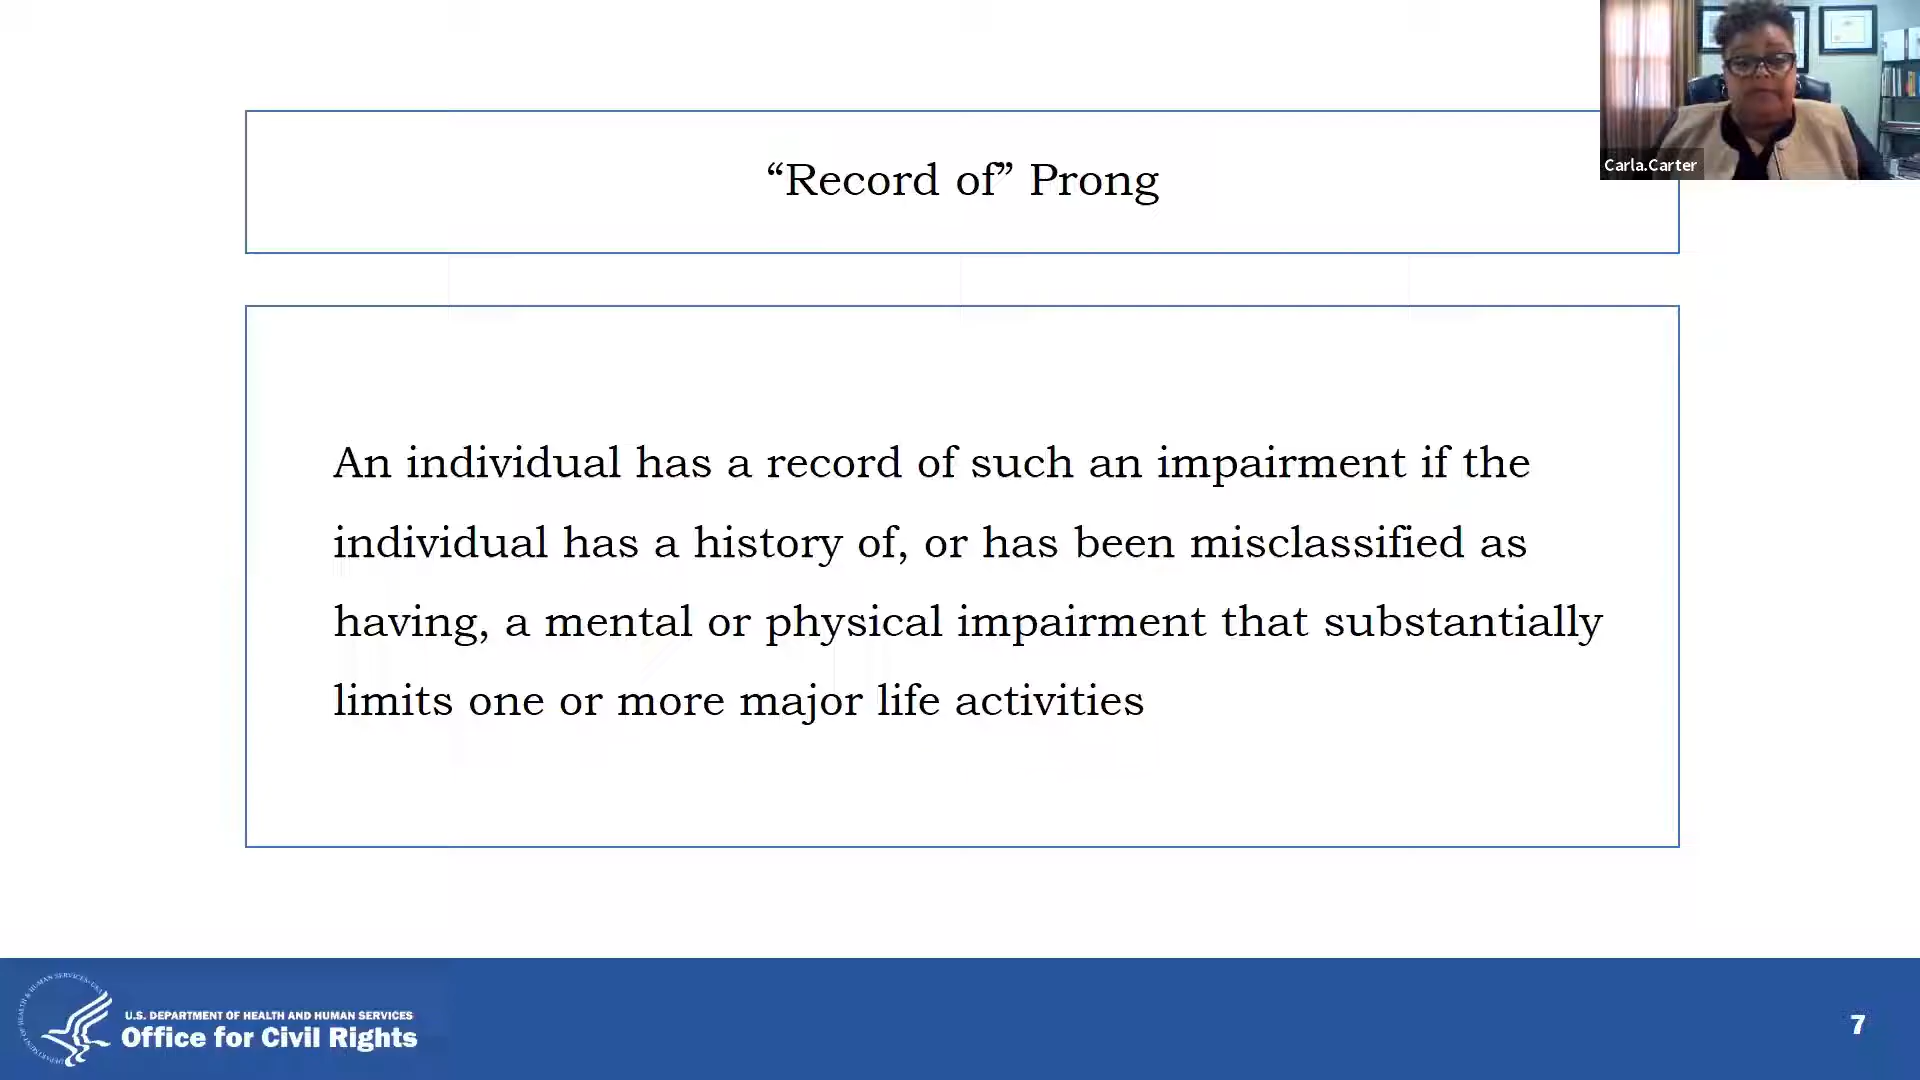 Carla.Carter
“Record of” Prong
An individual has a record of such an impairment if the
individual has a history of, or has been misclassified as
having, a mental or physical impairment that substantially
limits one or more major life activities
U.S. DEPARTMENT OF HEALTH AND HUMAN SERVICES
Office for Civil Rights
7